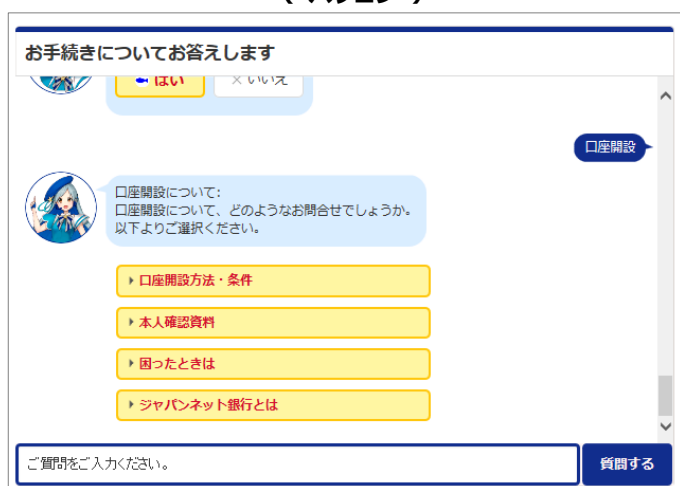 お手続きについてお答えします
はい
× いいえ
口座開設
口座開設について:
口座開設について、どのようなお問合せでしょうか。
以下よりご選択ください。
口座開設方法・条件
本人確認資料
困ったときは
ジャパンネット銀行とは
ご質問をご入力ください。
質問する